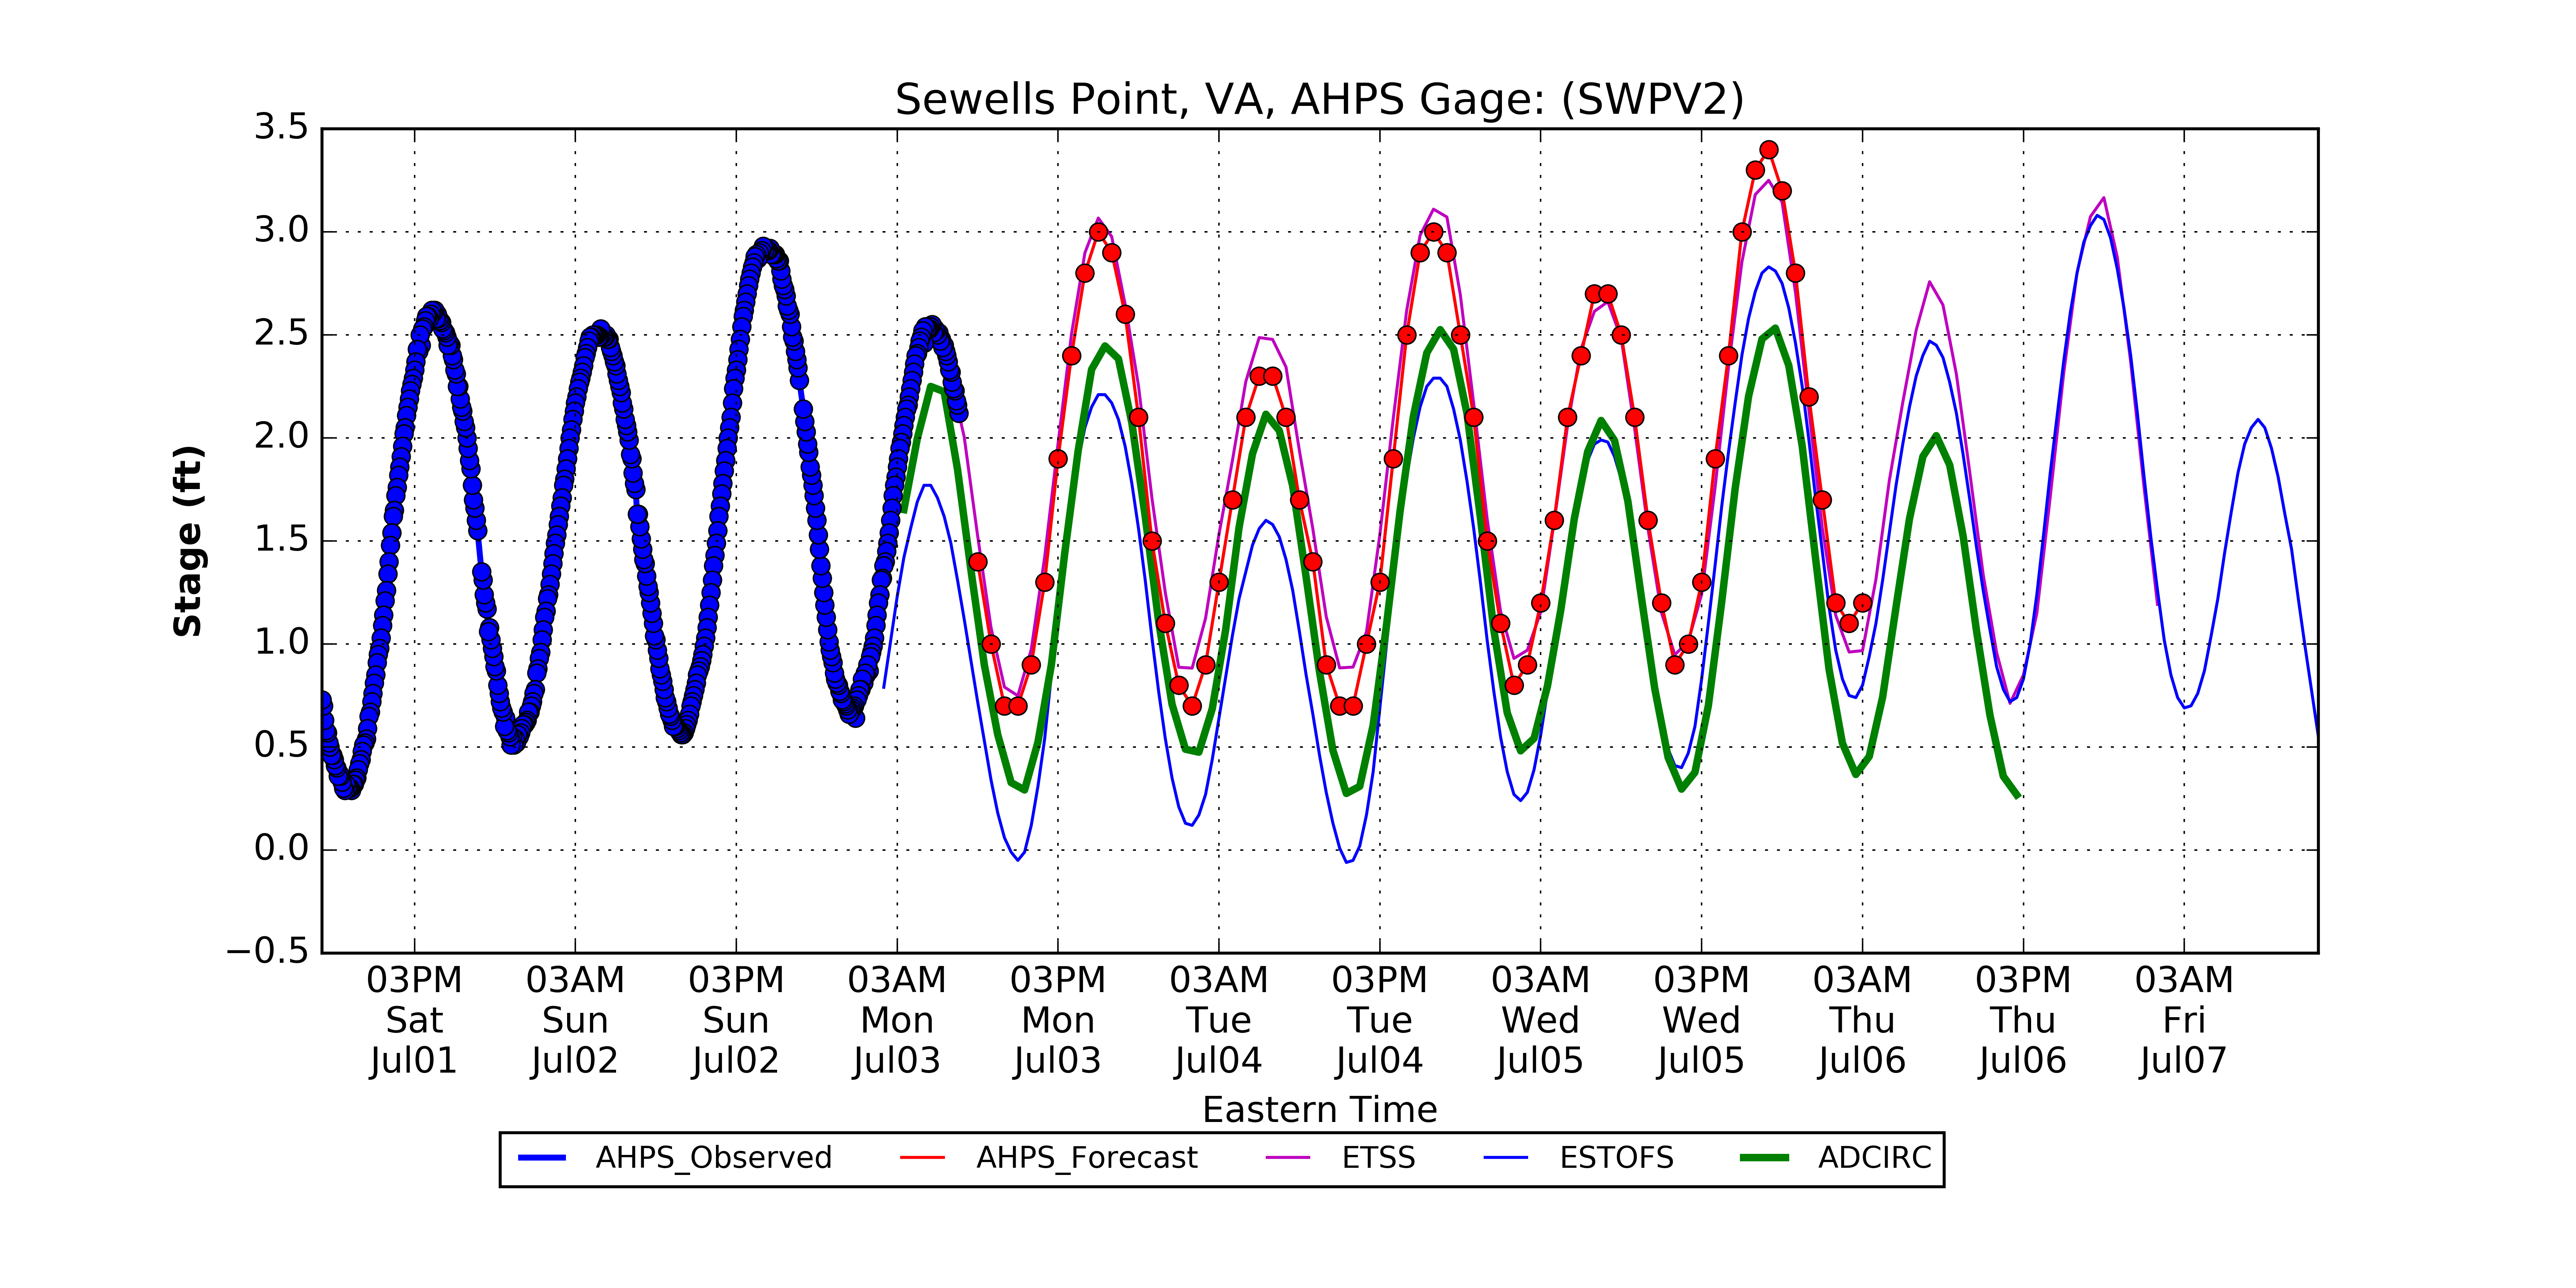 Sewells Point, VA, AHPS Gage: (SWPV2)
3.5
3.0
2.5
2.0
1.5
1.0
0.5
0.0
−0.5
Stage (ft)
03PM 03AM 03PM 03AM 03PM 03AM 03PM 03AM 03PM 03AM 03PM 03AM
Sat Sun Sun Mon Mon Tue Tue Wed Wed Thu Thu Fri
Jul01 Jul02 Jul02 Jul03 Jul03 Jul04 Jul04 Jul05 Jul05 Jul06 Jul06 Jul07
Eastern Time
AHPS_Observed AHPS_Forecast ETSS ESTOFS ADCIRC